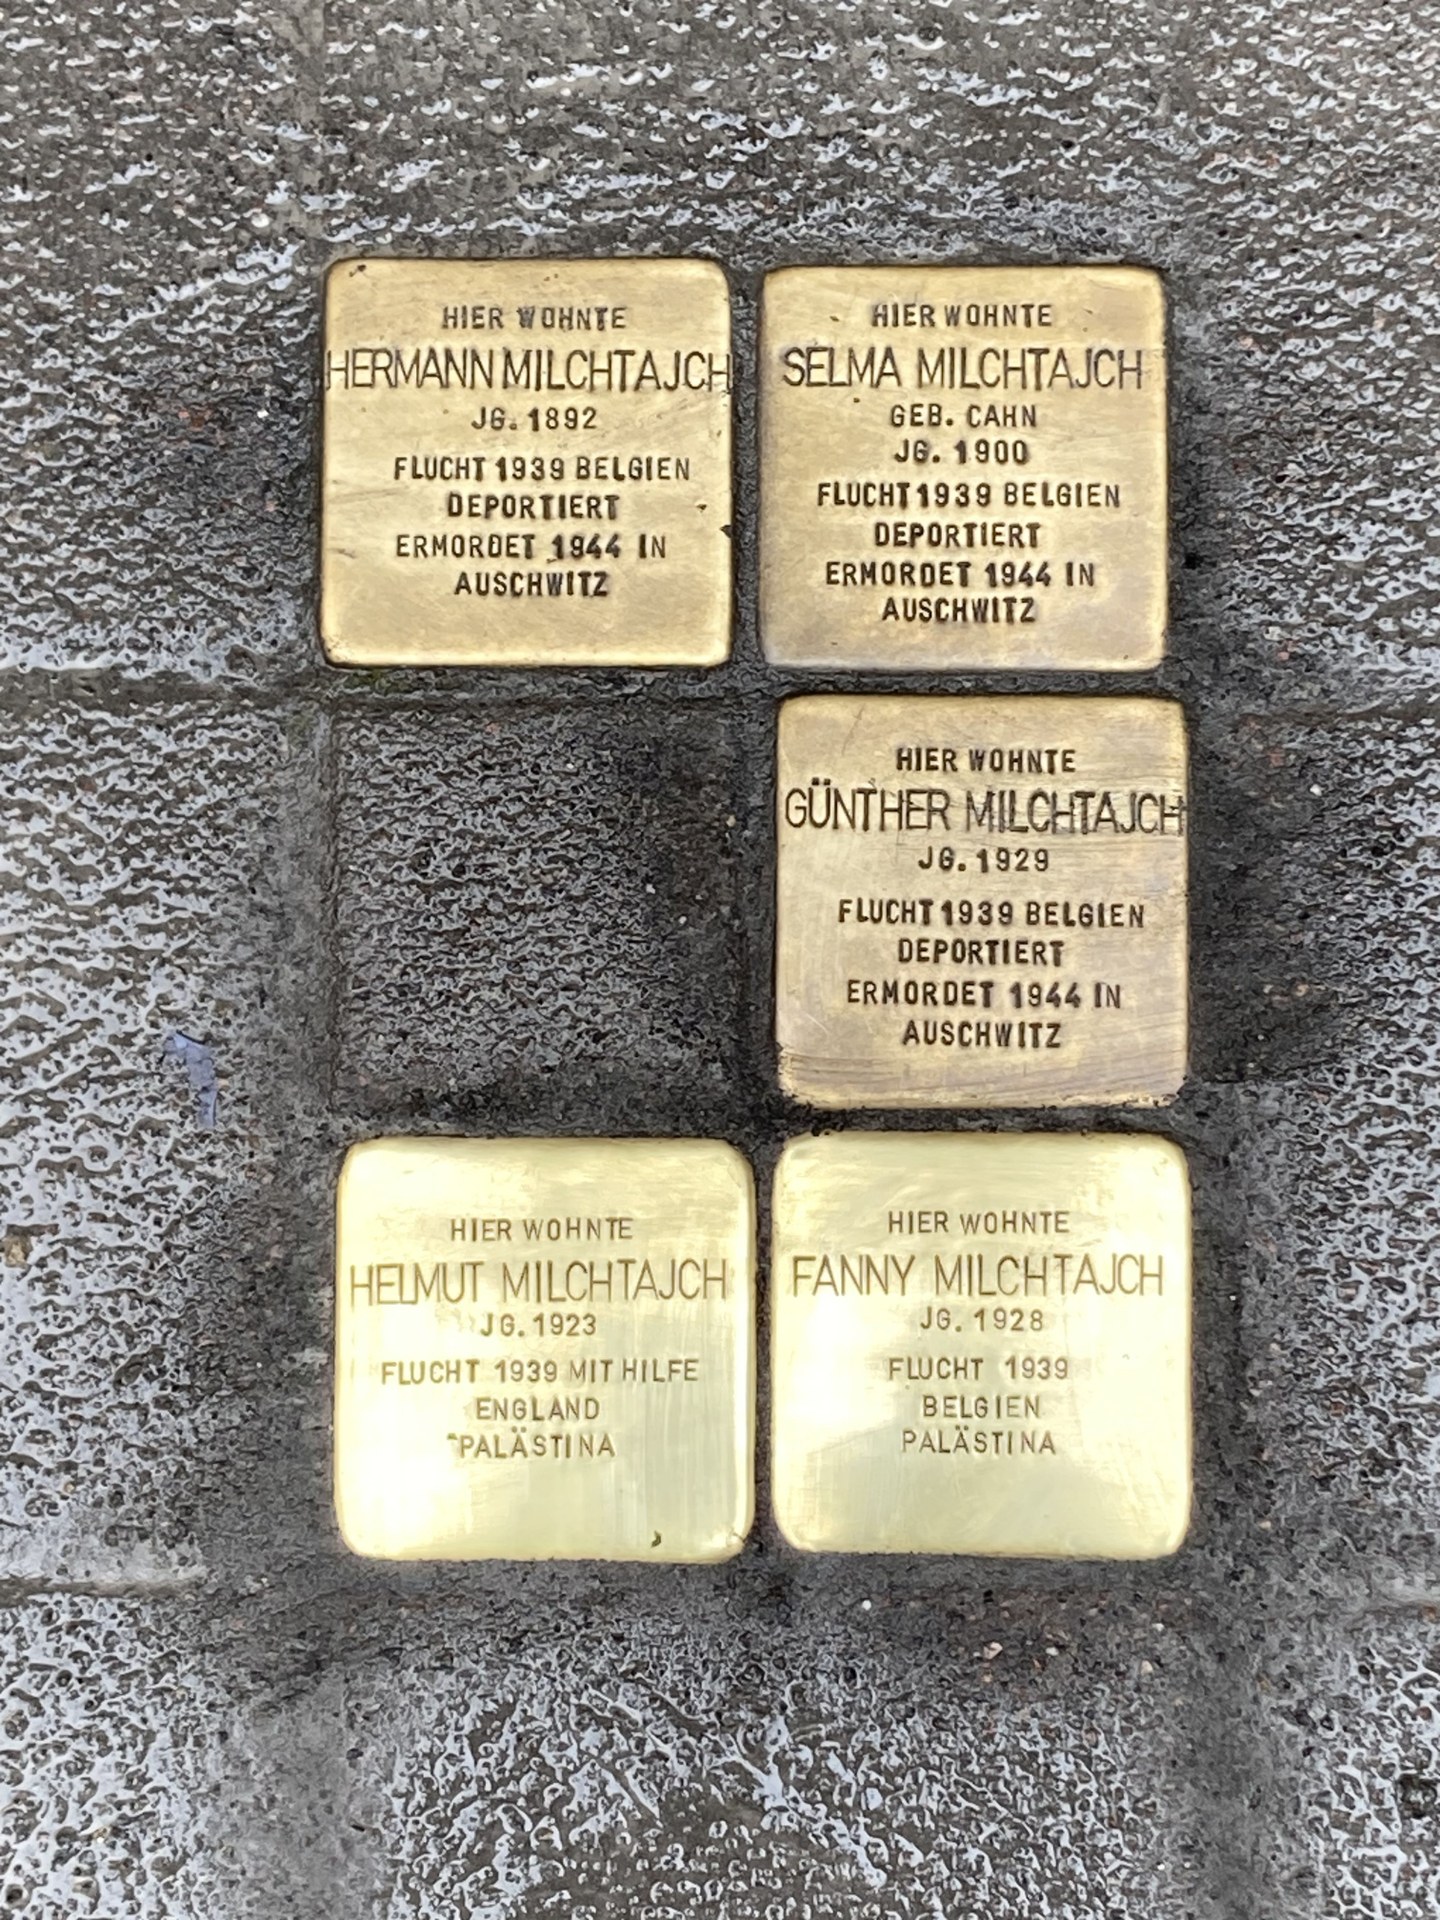 HIER WOHNTE
HERMANN MILCHTAJCH
JG. 1892
FLUCHT 1939 BELGIEN
DEPORTIERT
ERMORDET 1944 IN
AUSCHWITZ
HIER WOHNTE
SELMA MILCHTAJCH
GEB. CAHN
JG. 1900
FLUCHT 1939 BELGIEN
DEPORTIERT
ERMORDET 1944 IN
AUSCHWITZ
HIER WOHNTE
GÜNTHER MILCHTAJCH
JG. 1929
FLUCHT 1939 BELGIEN
DEPORTIERT
ERMORDET 1944 IN
AUSCHWITZ
HIER WOHNTE
HELMUT MILCHTAJCH
JG. 1923
FLUCHT 1939 MIT HILFE
ENGLAND
PALÄSTINA
HIER WOHNTE
FANNY MILCHTAJCH
JG. 1928
FLUCHT 1939
BELGIEN
PALÄSTINA